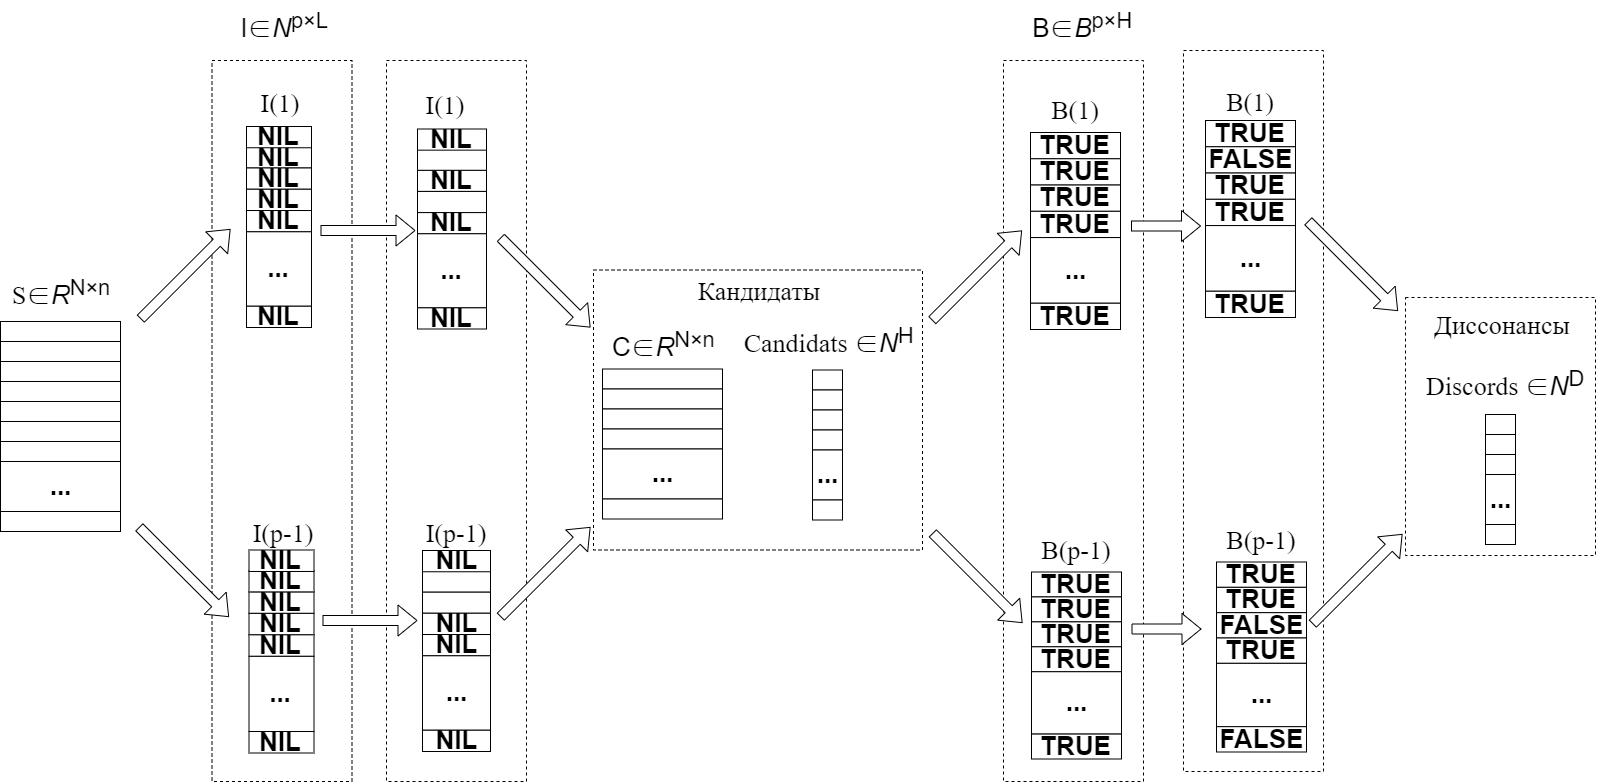 I∈N^p×L
B∈B^p×H
I(1)
NIL
NIL
NIL
NIL
NIL
...
NIL
I(1)
NIL
NIL
NIL
...
NIL
B(1)
TRUE
TRUE
TRUE
TRUE
...
TRUE
B(1)
TRUE
FALSE
TRUE
TRUE
...
TRUE
S∈R^N×n
...
Кандидаты
C∈R^N×n
...
Candidats ∈N^H
...
Диссонансы
Discords ∈N^D
...
I(p-1)
NIL
NIL
NIL
NIL
NIL
...
NIL
I(p-1)
NIL
NIL
NIL
...
NIL
B(p-1)
TRUE
TRUE
TRUE
TRUE
...
TRUE
B(p-1)
TRUE
TRUE
FALSE
TRUE
...
FALSE